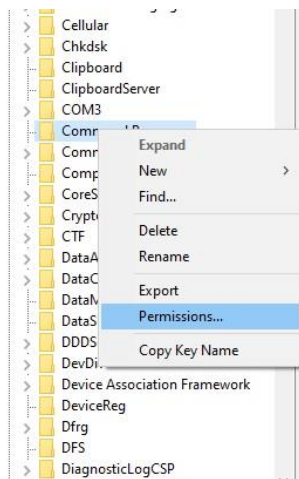 Cellular
Chkdsk
Clipboard
ClipboardServer
COM3
Expand
New
Find...
Delete
Rename
Export
Permissions...
Copy Key Name
Device Association Framework
DeviceReg
Dfrg
DFS
DiagnosticLogCSP